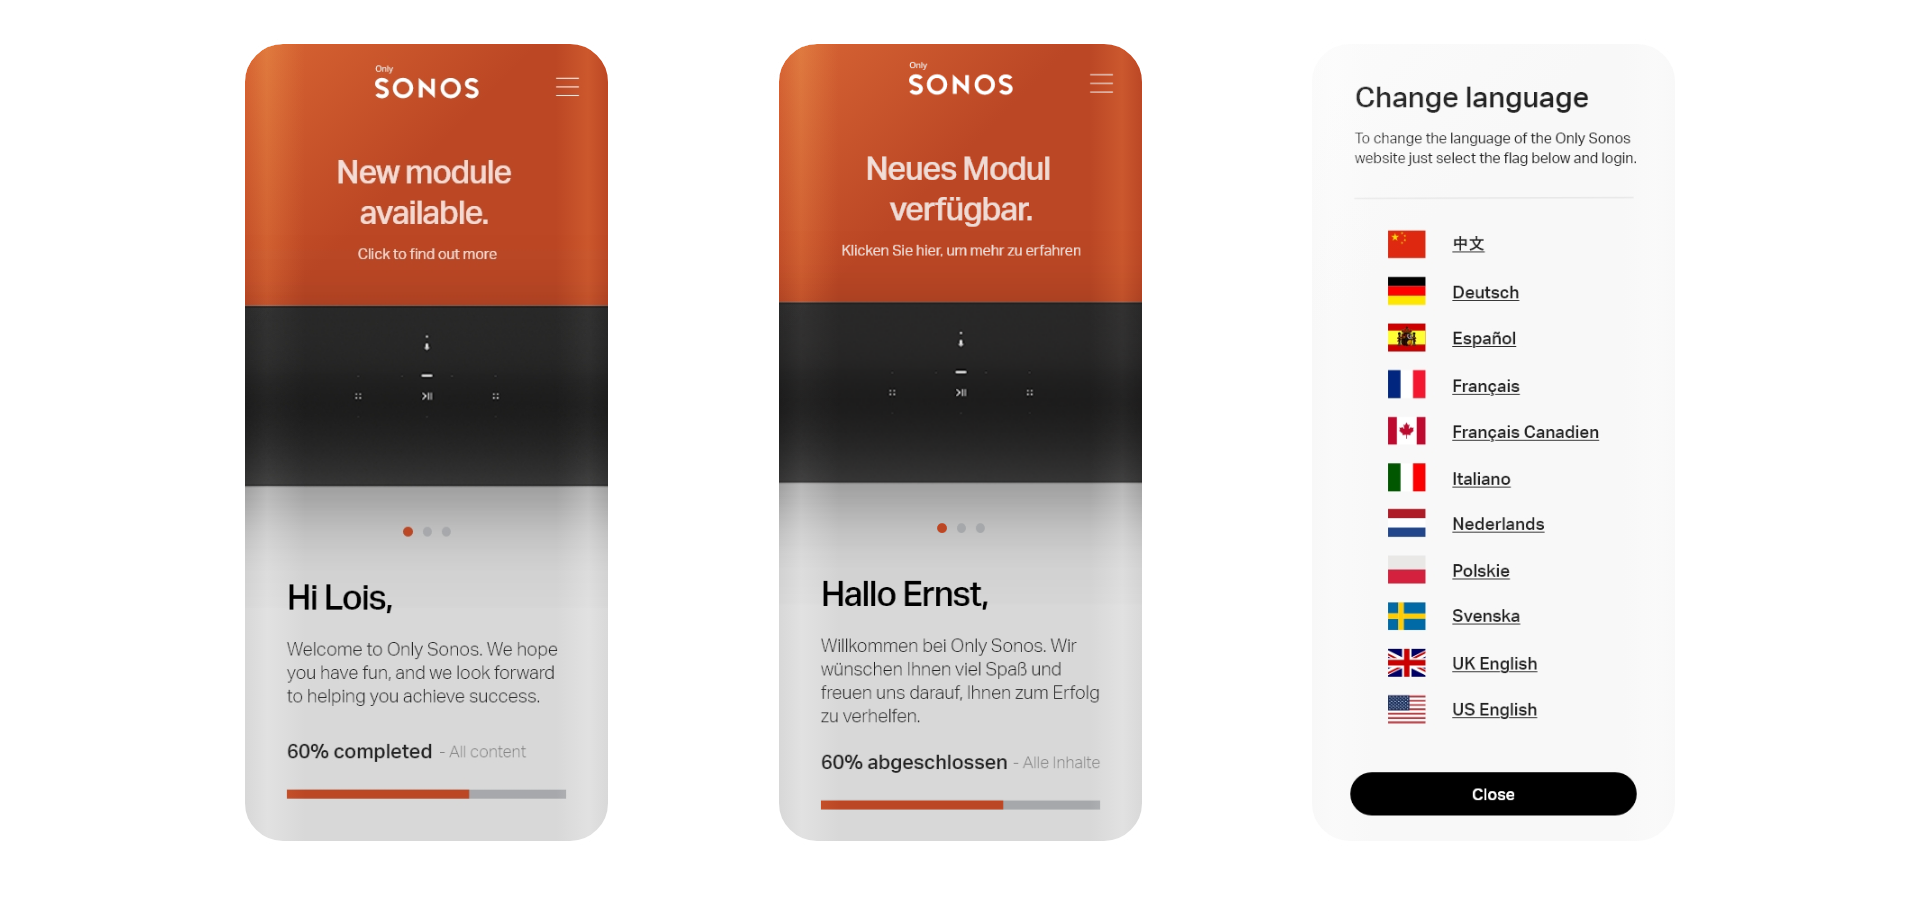 Only
SONOS
New module
available.
Click to find out more
Hi Lois,
Welcome to Only Sonos. We hope
you have fun, and we look forward
to helping you achieve success.
60% completed - All content
Only
SONOS
Neues Modul
verfügbar.
Klicken Sie hier, um mehr zu erfahren
Hallo Ernst,
Willkommen bei Only Sonos. Wir
wünschen Ihnen viel Spaß und
freuen uns darauf, Ihnen zum Erfolg
zu verhelfen.
60% abgeschlossen - Alle Inhalte
Change language
To change the language of the Only Sonos
website just select the flag below and login.
中文
Deutsch
Español
Français
Français Canadien
Italiano
Nederlands
Polskie
Svenska
UK English
US English
Close